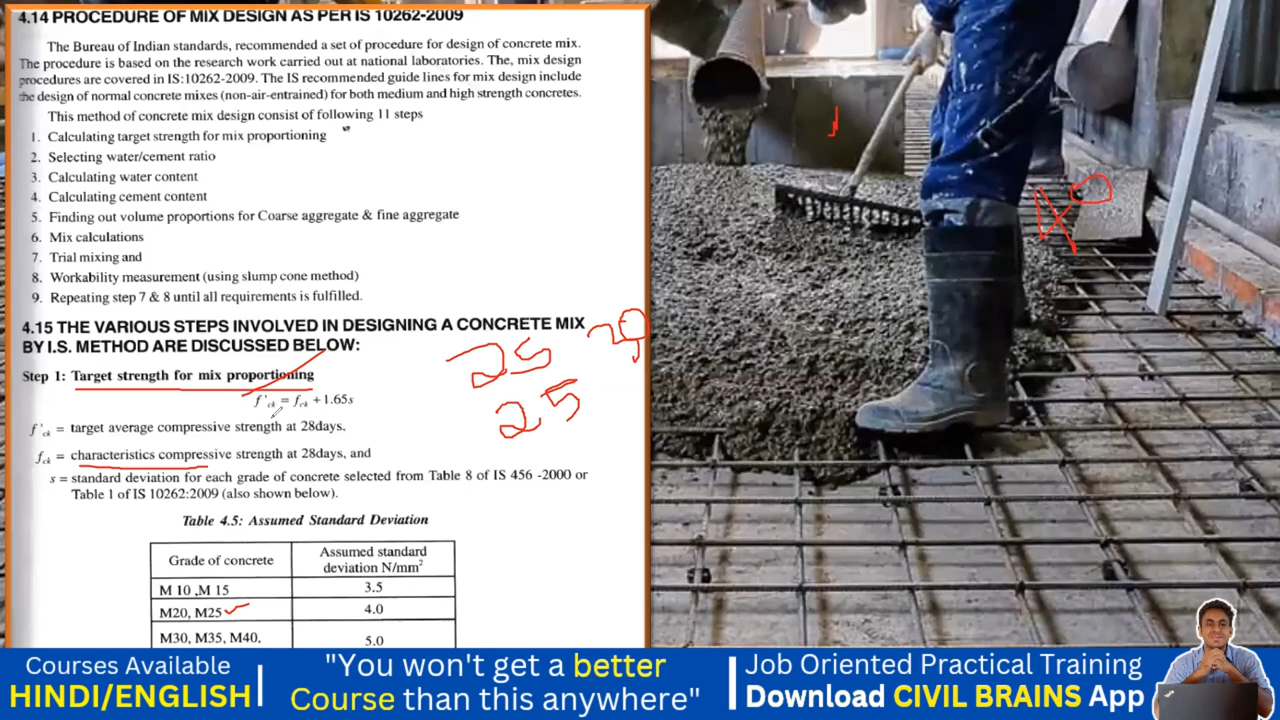 4.14 PROCEDURE OF MIX DESIGN AS PER IS 10262-2009
The Bureau of Indian standards, recommended a set of procedure for design of concrete mix.
The procedure is based on the research work carried out at national laboratories. The, mix design
procedures are covered in IS:10262-2009. The IS recommended guide lines for mix design include
the design of normal concrete mixes (non-air-entrained) for both medium and high strength concretes.
This method of concrete mix design consist of following 11 steps
1. Calculating target strength for mix proportioning
2. Selecting water/cement ratio
3. Calculating water content
4. Calculating cement content
5. Finding out volume proportions for Coarse aggregate & fine aggregate
6. Mix calculations
7. Trial mixing and
8. Workability measurement (using slump cone method)
9. Repeating step 7 & 8 until all requirements is fulfilled.
4.15 THE VARIOUS STEPS INVOLVED IN DESIGNING A CONCRETE MIX
BY I.S. METHOD ARE DISCUSSED BELOW:
Step 1: Target strength for mix proportioning
f'ck = fck + 1.65s
f'ck = target average compressive strength at 28days.
fck = characteristics compressive strength at 28days, and
s = standard deviation for each grade of concrete selected from Table 8 of IS 456 -2000 or
Table 1 of IS 10262:2009 (also shown below).
Table 4.5: Assumed Standard Deviation
Grade of concrete Assumed standard
deviation N/mm²
M 10 ,M 15 3.5
M20, M25 4.0
M30, M35, M40, 5.0
25
25
40
Courses Available
HINDI/ENGLISH
"You won't get a better
Course than this anywhere"
Job Oriented Practical Training
Download CIVIL BRAINS App